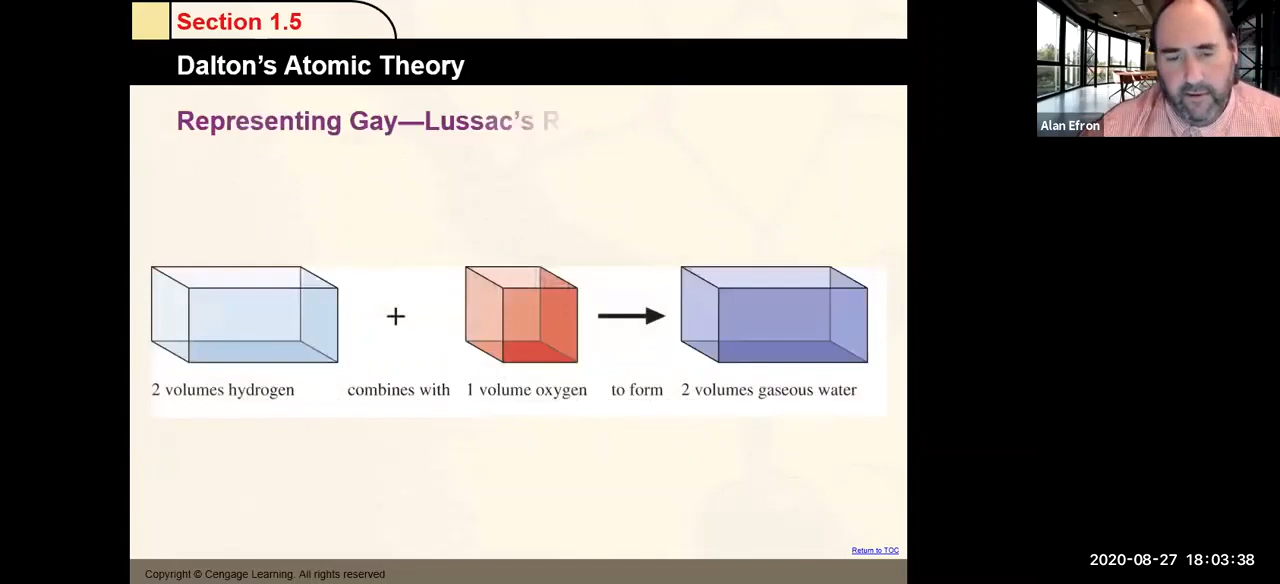 Section 1.5
Dalton's Atomic Theory
Representing Gay—Lussac's R
+
2 volumes hydrogen combines with 1 volume oxygen to form 2 volumes gaseous water
Return to TOC
Copyright © Cengage Learning. All rights reserved
Alan Efron
2020-08-27 18:03:38